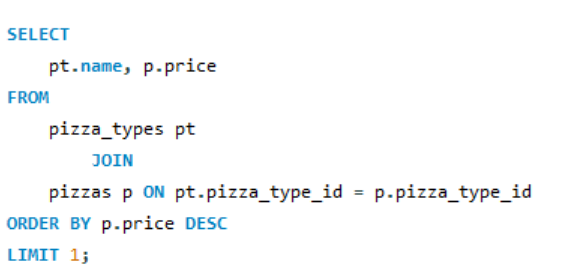 SELECT
    pt.name, p.price
FROM
    pizza_types pt
        JOIN
    pizzas p ON pt.pizza_type_id = p.pizza_type_id
ORDER BY p.price DESC
LIMIT 1;